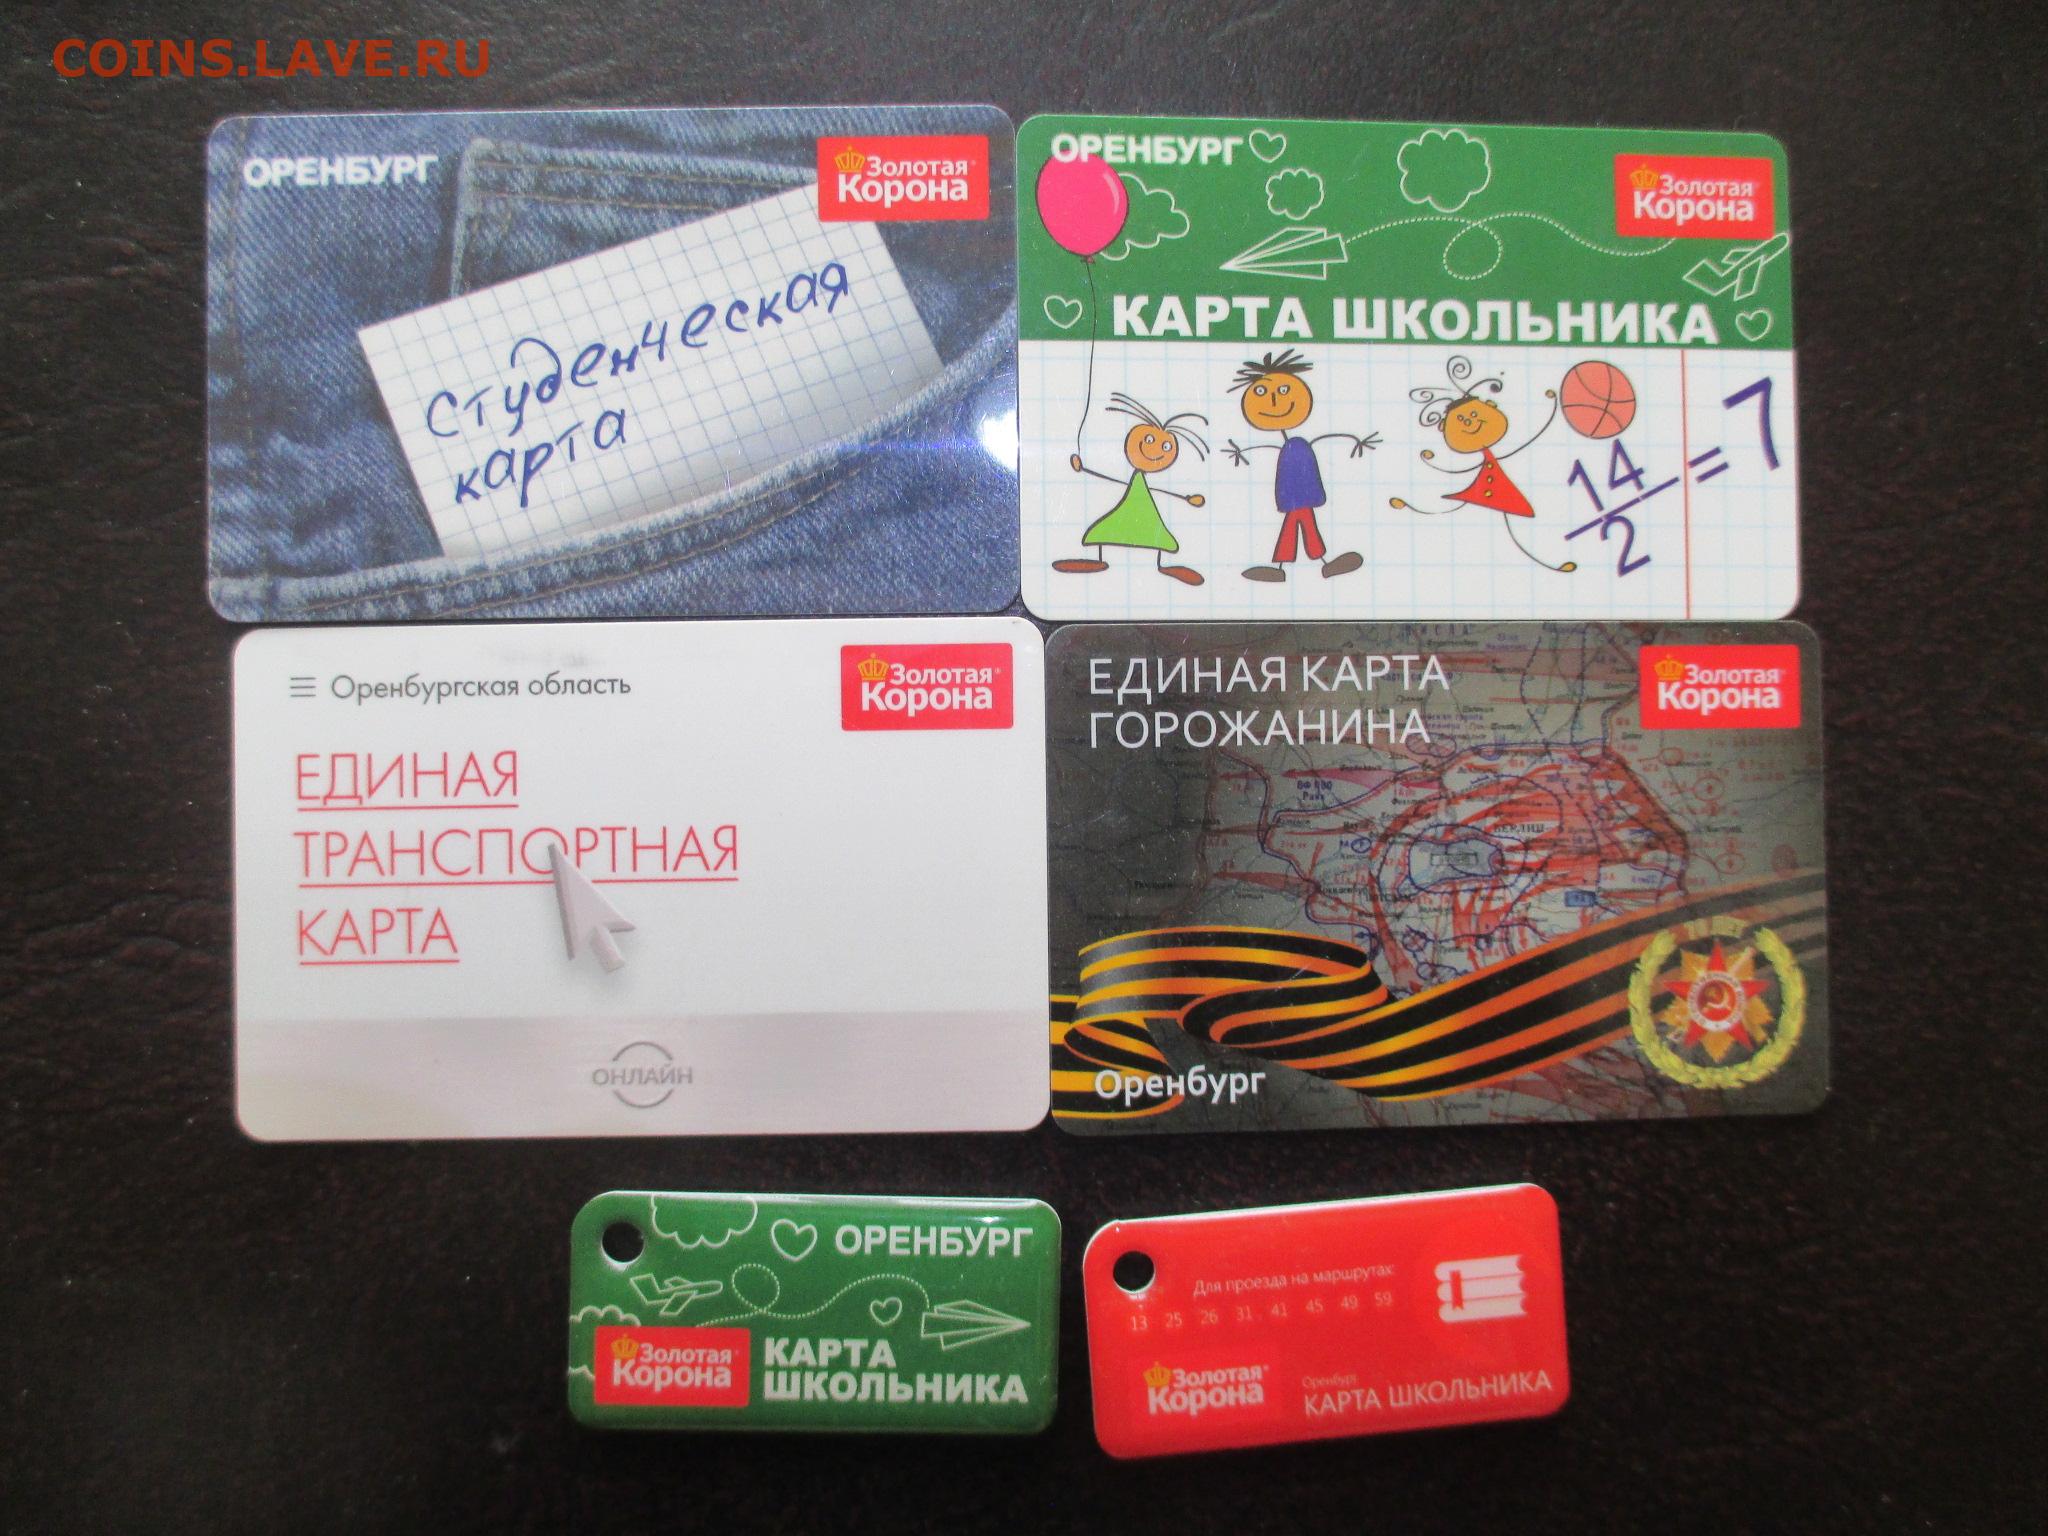 COINS.LAVE.RU
ОРЕНБУРГ
Золотая
Корона
Студенческая
карта
ОРЕНБУРГ
Золотая
Корона
КАРТА ШКОЛЬНИКА
14
2
= 7
Оренбургская область
Золотая
Корона
ЕДИНАЯ
ТРАНСПОРТНАЯ
КАРТА
ОНЛАЙН
ЕДИНАЯ КАРТА
ГОРОЖАНИНА
Золотая
Корона
БЕРЛИН
Оренбург
ОРЕНБУРГ
Золотая
Корона
КАРТА
ШКОЛЬНИКА
Для проезда на маршрутах:
13 25 26 31 41 45 49 59
Золотая
Корона
Оренбург
КАРТА ШКОЛЬНИКА